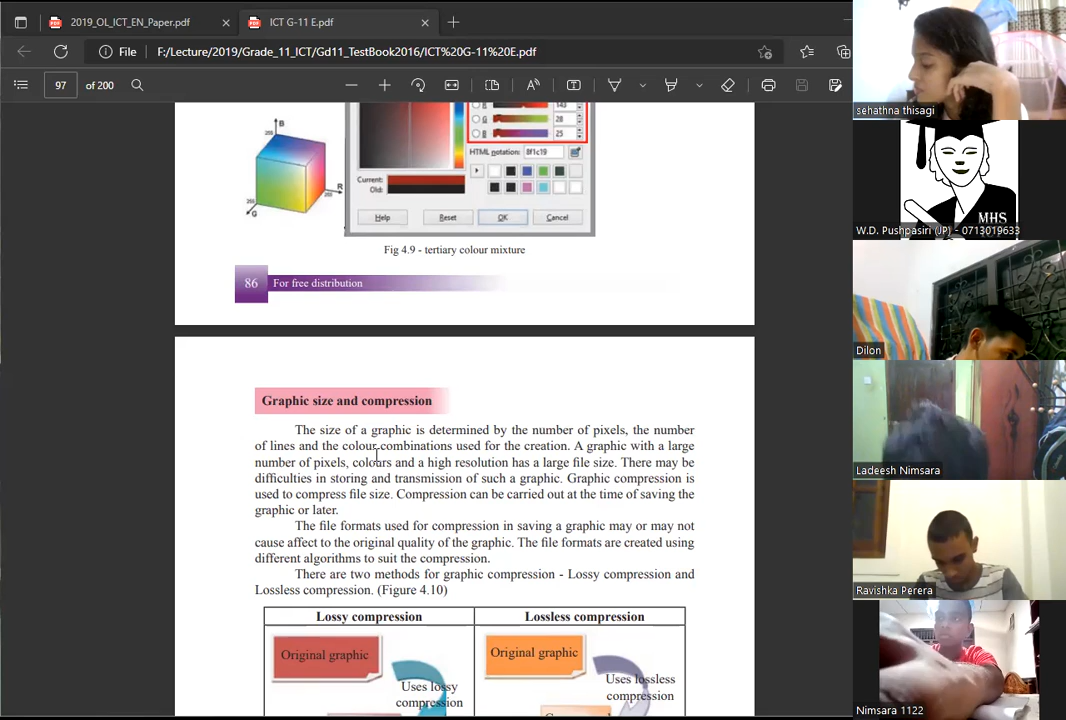 2019_OL_ICT_EN_Paper.pdf
ICT G-11 E.pdf
File
F:/Lecture/2019/Grade_11_ICT/Gd11_TestBook2016/ICT%20G-11%20E.pdf
97 of 200
B
R
G
143
G 28
B 25
HTML notation: 8f1c19
Current:
Old:
Help Reset OK Cancel
Fig 4.9 - tertiary colour mixture
86 For free distribution
Graphic size and compression
The size of a graphic is determined by the number of pixels, the number
of lines and the colour combinations used for the creation. A graphic with a large
number of pixels, colours and a high resolution has a large file size. There may be
difficulties in storing and transmission of such a graphic. Graphic compression is
used to compress file size. Compression can be carried out at the time of saving the
graphic or later.
The file formats used for compression in saving a graphic may or may not
cause affect to the original quality of the graphic. The file formats are created using
different algorithms to suit the compression.
There are two methods for graphic compression - Lossy compression and
Lossless compression. (Figure 4.10)
Lossy compression Lossless compression
Original graphic
Uses lossy
compression
Original graphic
Uses lossless
compression
sehathna thisagi
MHS
W.D. Pushpasiri (JP) - 0713019633
Dilon
Ladeesh Nimsara
Ravishka Perera
Nimsara 1122